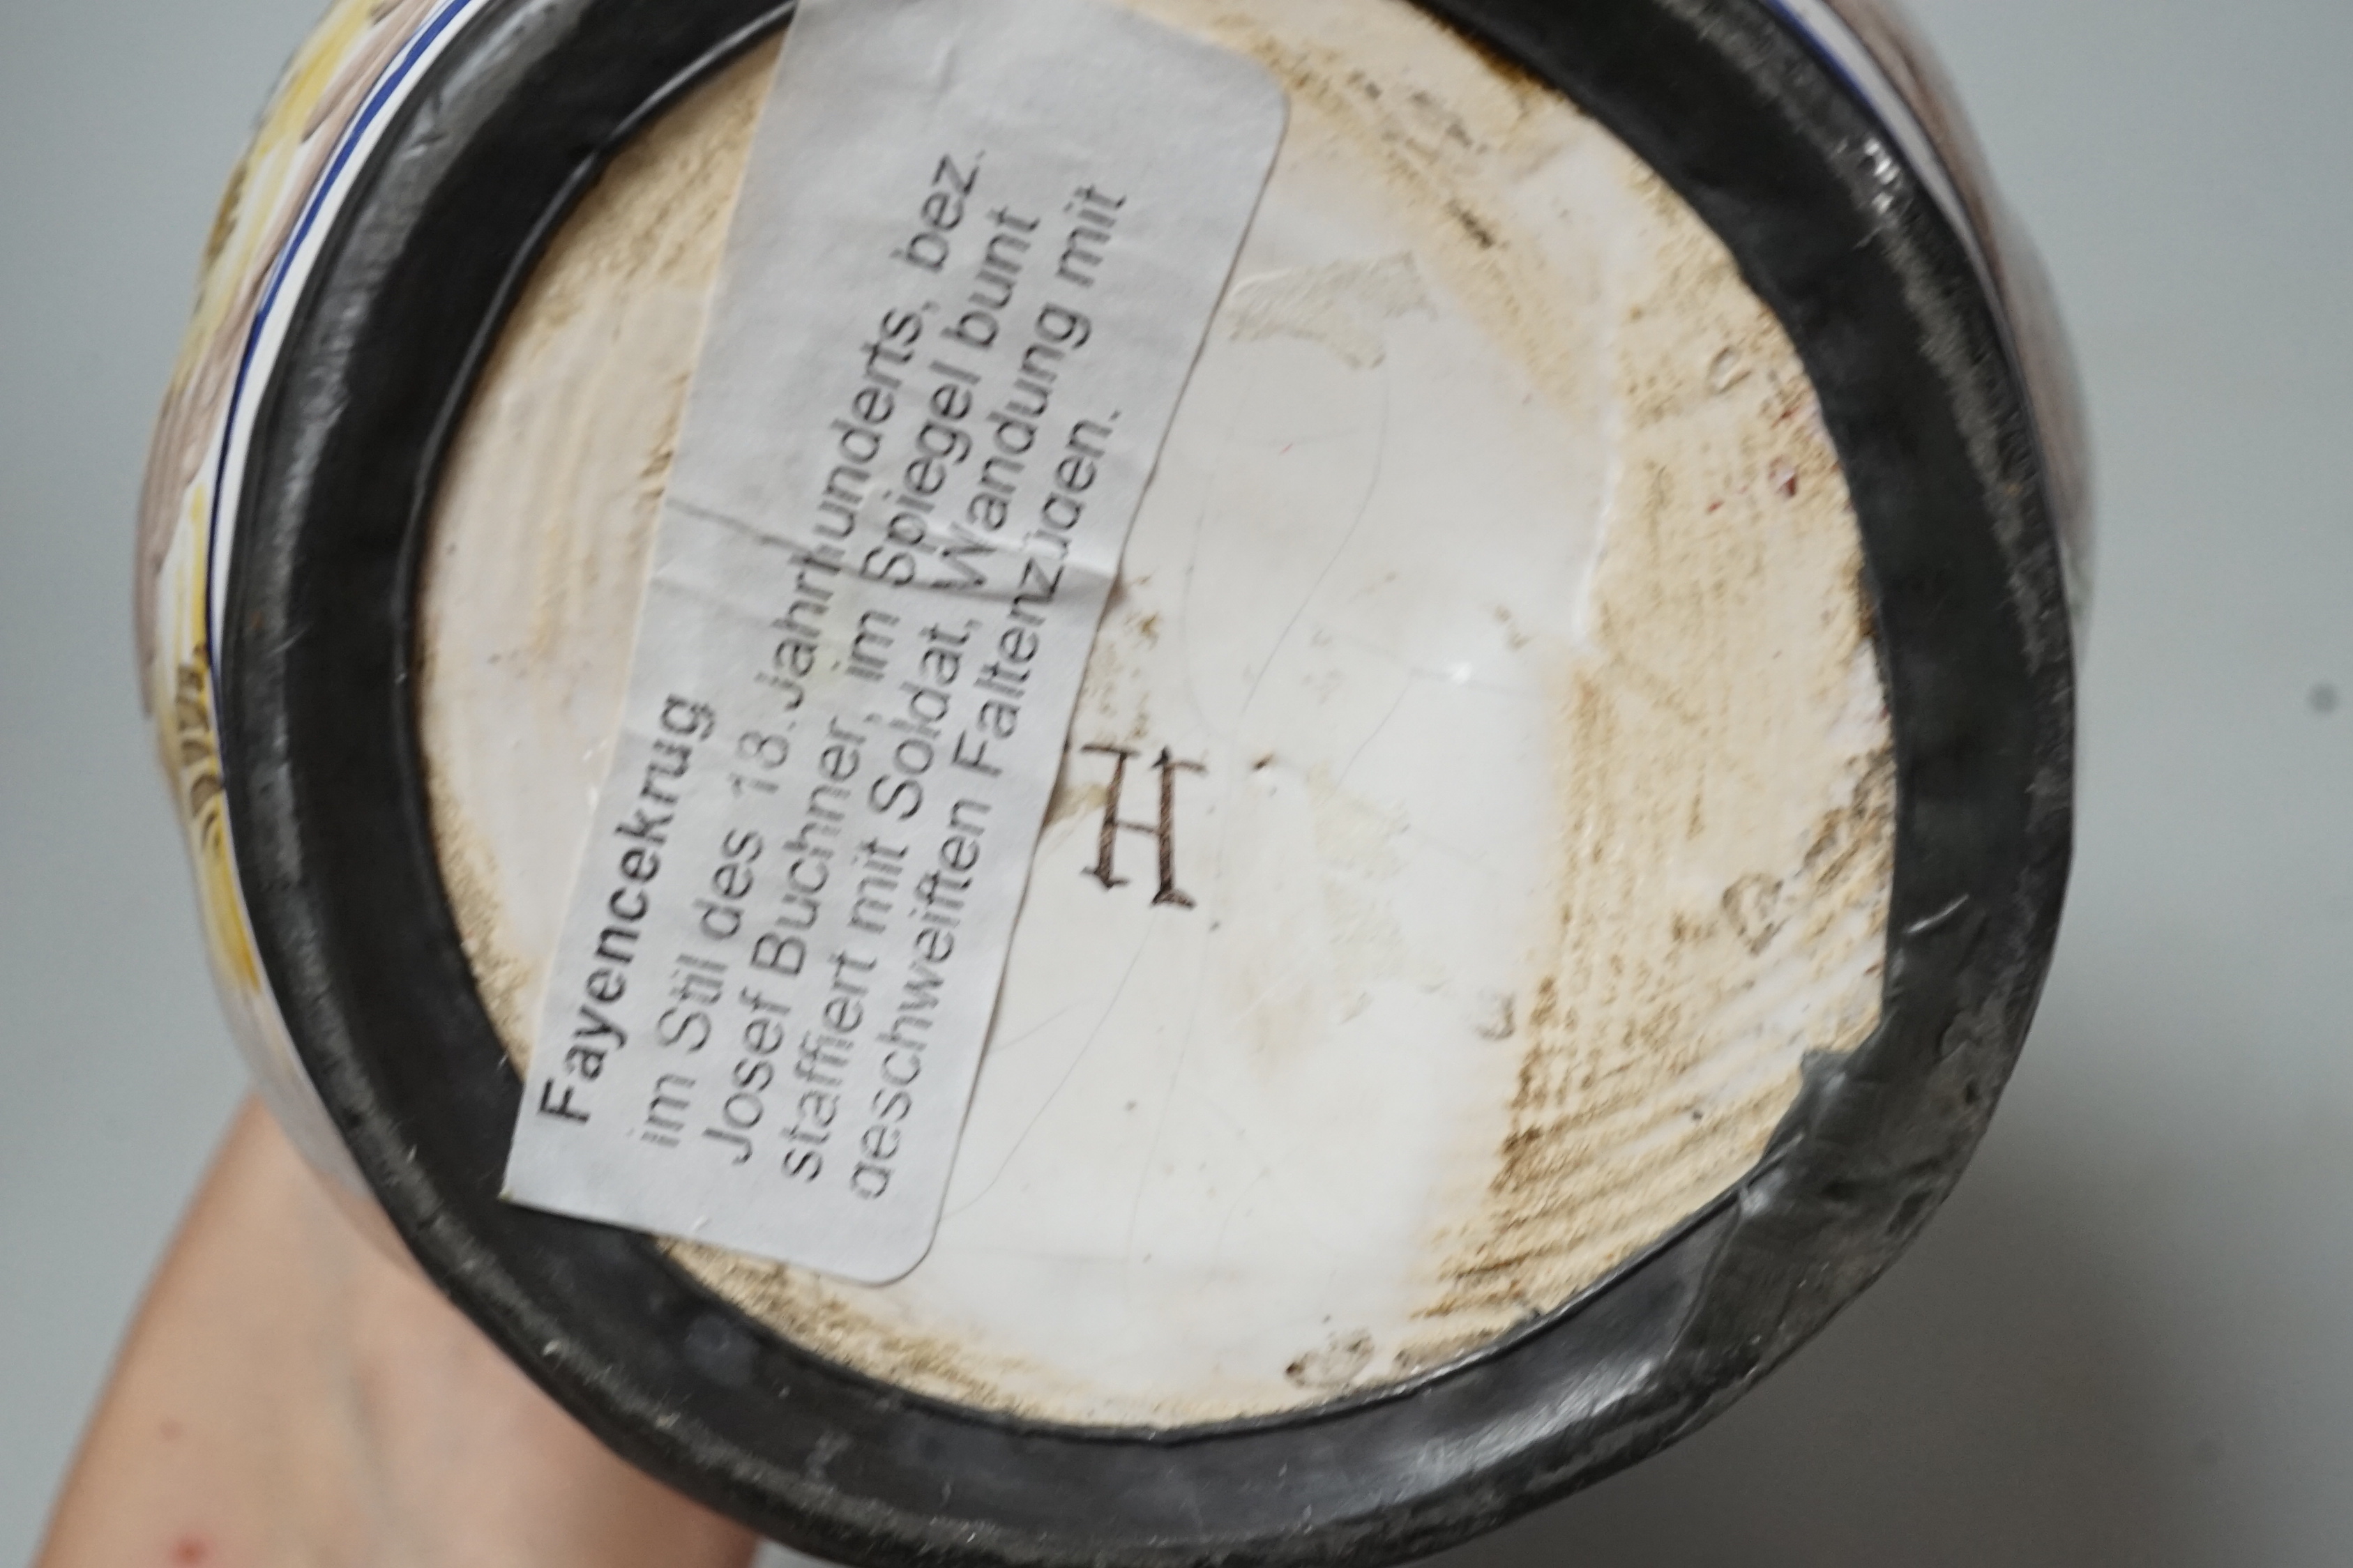 Fayencekrug
im Stil des 18. Jahrhunderts, bez.
Josef Buchner, im Spiegel bunt
staffiert mit Soldat, Wandung mit
geschweiften Faltenzügen.
H